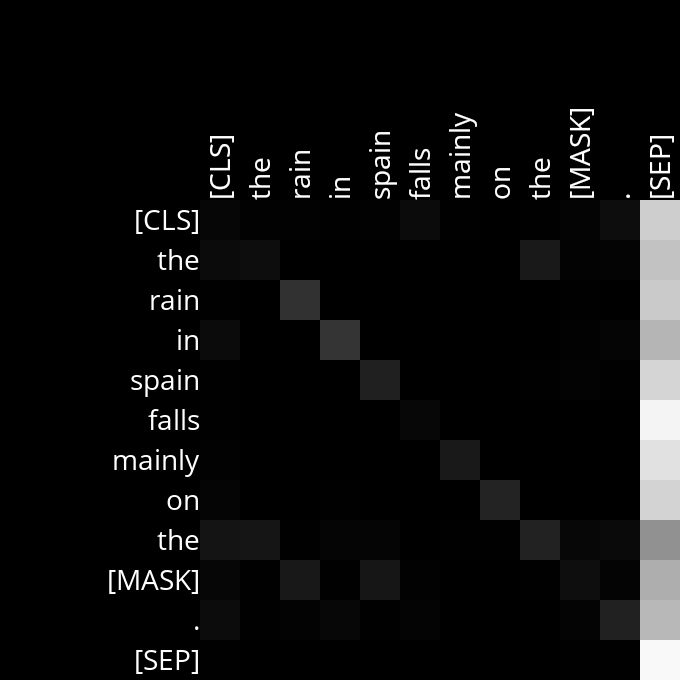 [CLS] the rain in spain falls mainly on the [MASK] . [SEP]
[CLS]
the
rain
in
spain
falls
mainly
on
the
[MASK]
.
[SEP]